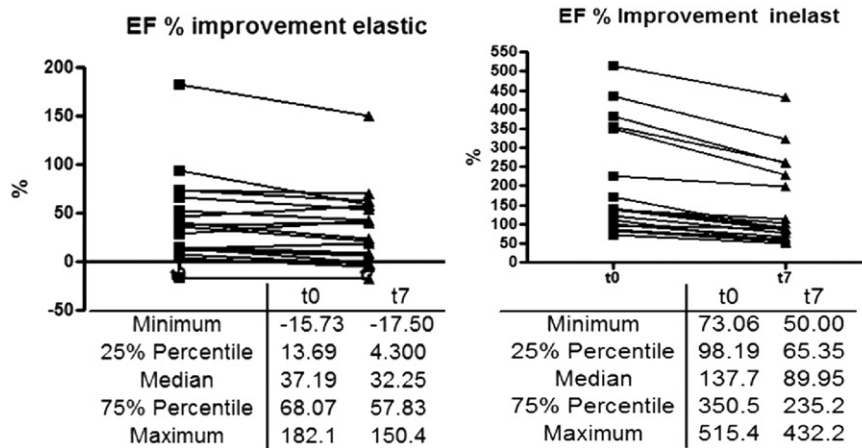 EF % improvement elastic
200
150
100
50
0
-50
%
t0 t7
Minimum -15.73 -17.50
25% Percentile 13.69 4.300
Median 37.19 32.25
75% Percentile 68.07 57.83
Maximum 182.1 150.4
EF % Improvement inelast
550
500
450
400
350
300
250
200
150
100
50
0
%
t0 t7
t0 t7
Minimum 73.06 50.00
25% Percentile 98.19 65.35
Median 137.7 89.95
75% Percentile 350.5 235.2
Maximum 515.4 432.2